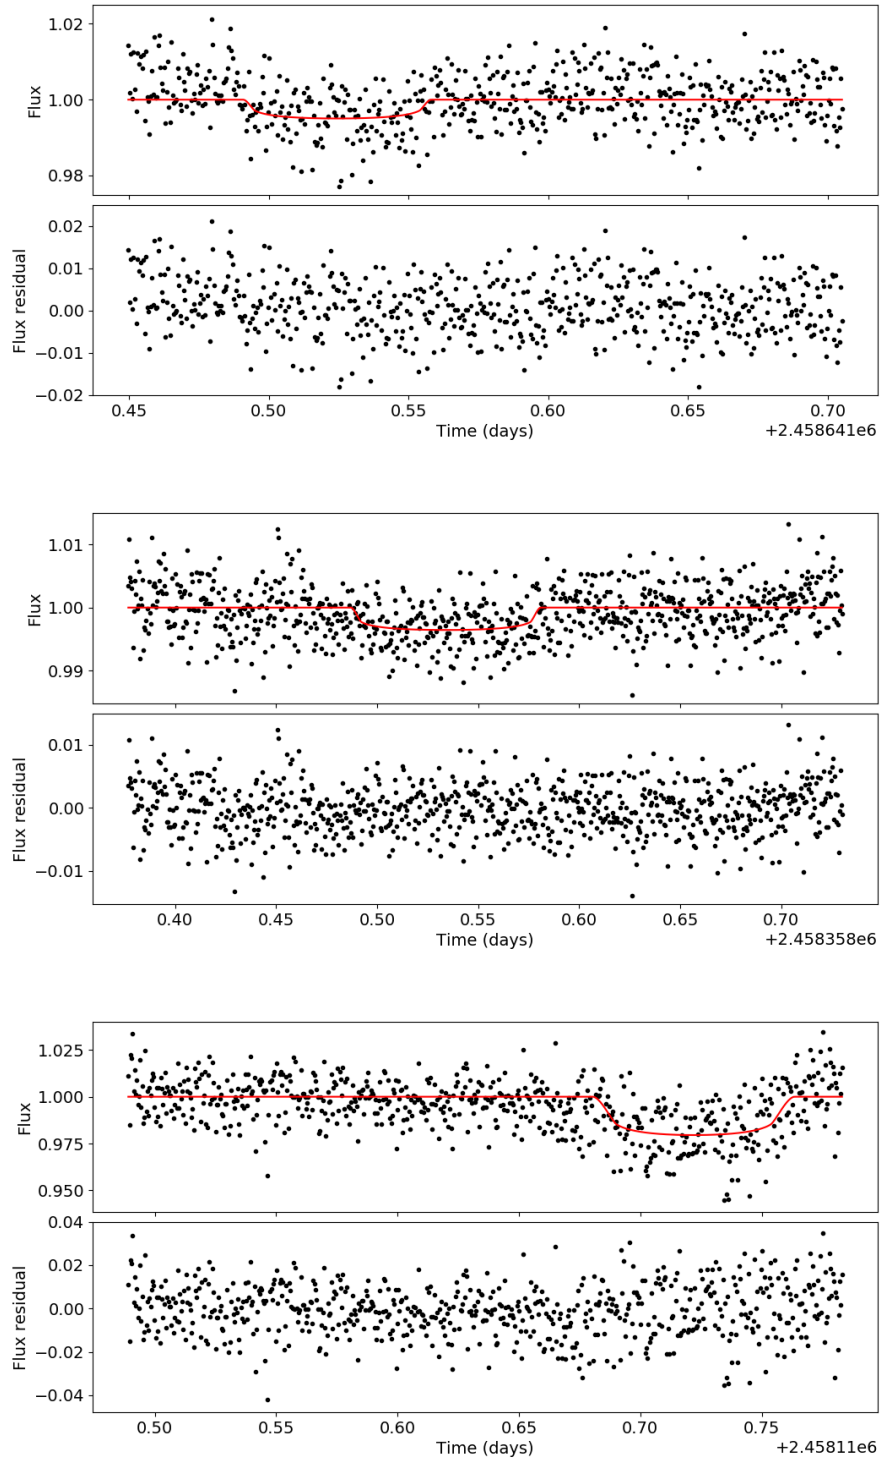 1.02
1.00
0.98
Flux
0.02
0.01
0.00
−0.01
−0.02
Flux residual
0.45 0.50 0.55 0.60 0.65 0.70
Time (days)
+2.458641e6
1.01
1.00
0.99
Flux
0.01
0.00
−0.01
Flux residual
0.40 0.45 0.50 0.55 0.60 0.65 0.70
Time (days)
+2.458358e6
1.025
1.000
0.975
0.950
Flux
0.04
0.02
0.00
−0.02
−0.04
Flux residual
0.50 0.55 0.60 0.65 0.70 0.75
Time (days)
+2.45811e6